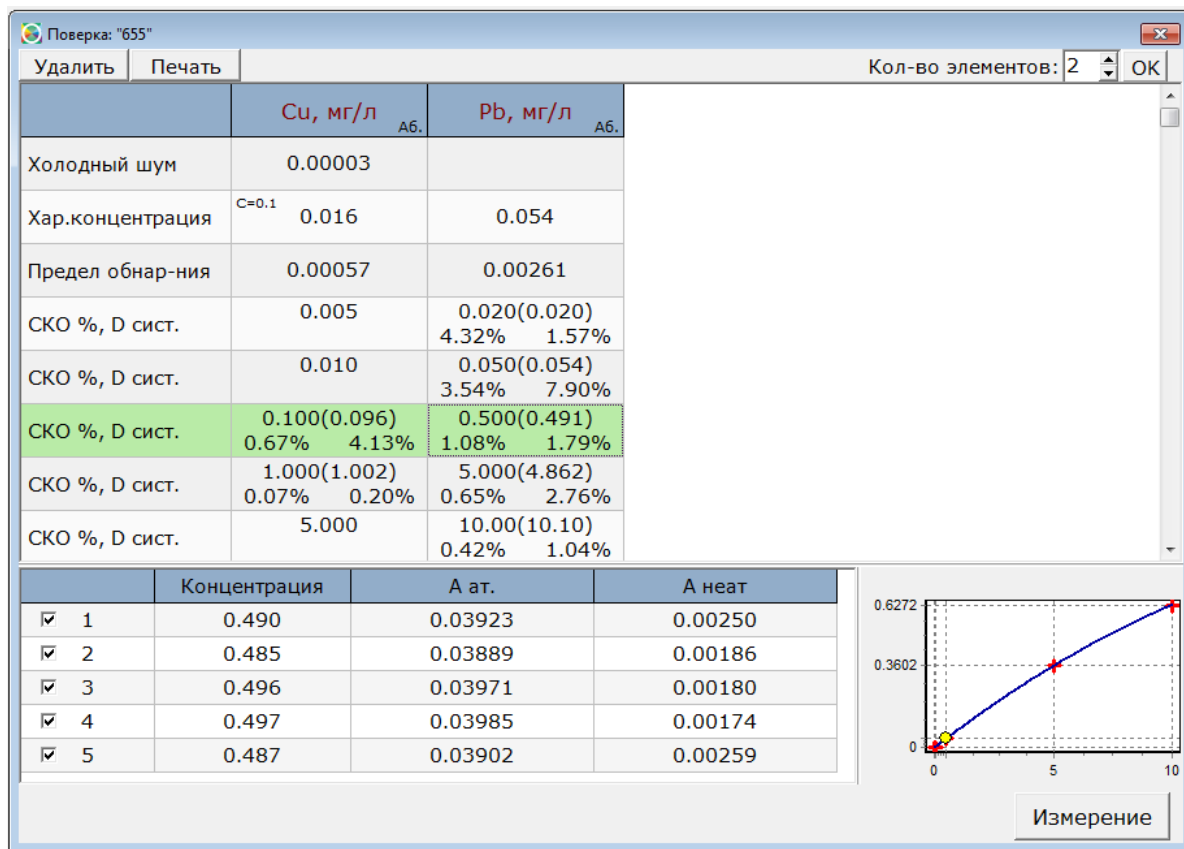 Поверка: "655"
Удалить Печать Кол-во элементов: 2 OK
Cu, мг/л Аб. Pb, мг/л Аб.
Холодный шум 0.00003
Хар.концентрация C=0.1 0.016 0.054
Предел обнар-ния 0.00057 0.00261
СКО %, D сист. 0.005 0.020(0.020)
4.32% 1.57%
СКО %, D сист. 0.010 0.050(0.054)
3.54% 7.90%
СКО %, D сист. 0.100(0.096) 0.500(0.491)
0.67% 4.13% 1.08% 1.79%
СКО %, D сист. 1.000(1.002) 5.000(4.862)
0.07% 0.20% 0.65% 2.76%
СКО %, D сист. 5.000 10.00(10.10)
0.42% 1.04%
Концентрация А ат. А неат
1 0.490 0.03923 0.00250
2 0.485 0.03889 0.00186
3 0.496 0.03971 0.00180
4 0.497 0.03985 0.00174
5 0.487 0.03902 0.00259
0.6272
0.3602
0
0 5 10
Измерение